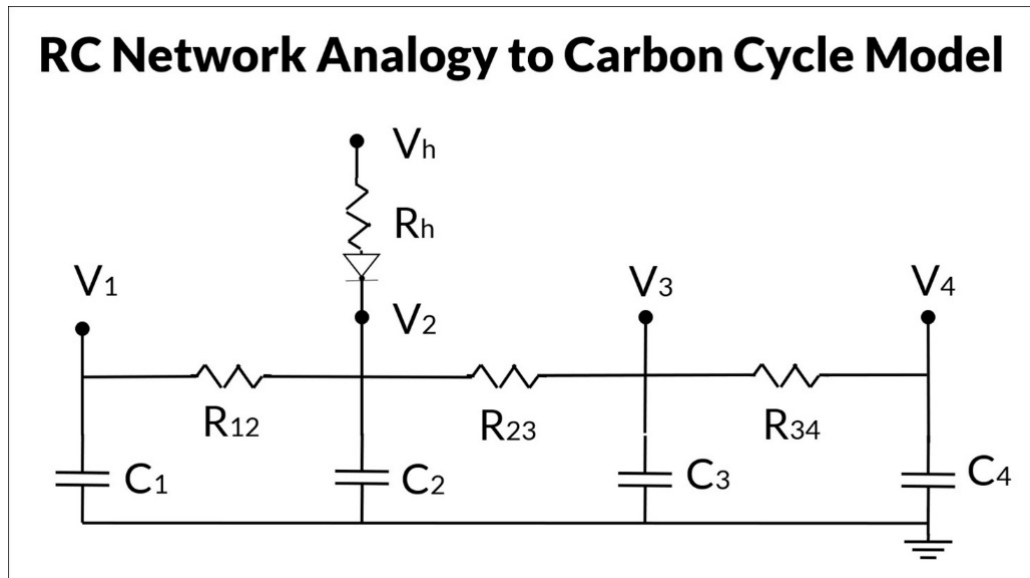 RC Network Analogy to Carbon Cycle Model
Vh
Rh
V1
V2
V3
V4
R12
R23
R34
C1
C2
C3
C4